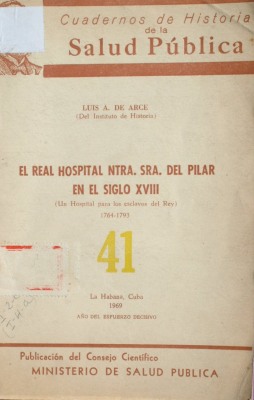 Cuadernos de Historia
de la
Salud Pública
LUIS A. DE ARCE
(Del Instituto de Historia)
EL REAL HOSPITAL NTRA. SRA. DEL PILAR
EN EL SIGLO XVIII
(Un Hospital para los esclavos del Rey)
1764-1793
41
La Habana, Cuba
1969
AÑO DEL ESFUERZO DECISIVO
Publicación del Consejo Científico
MINISTERIO DE SALUD PUBLICA